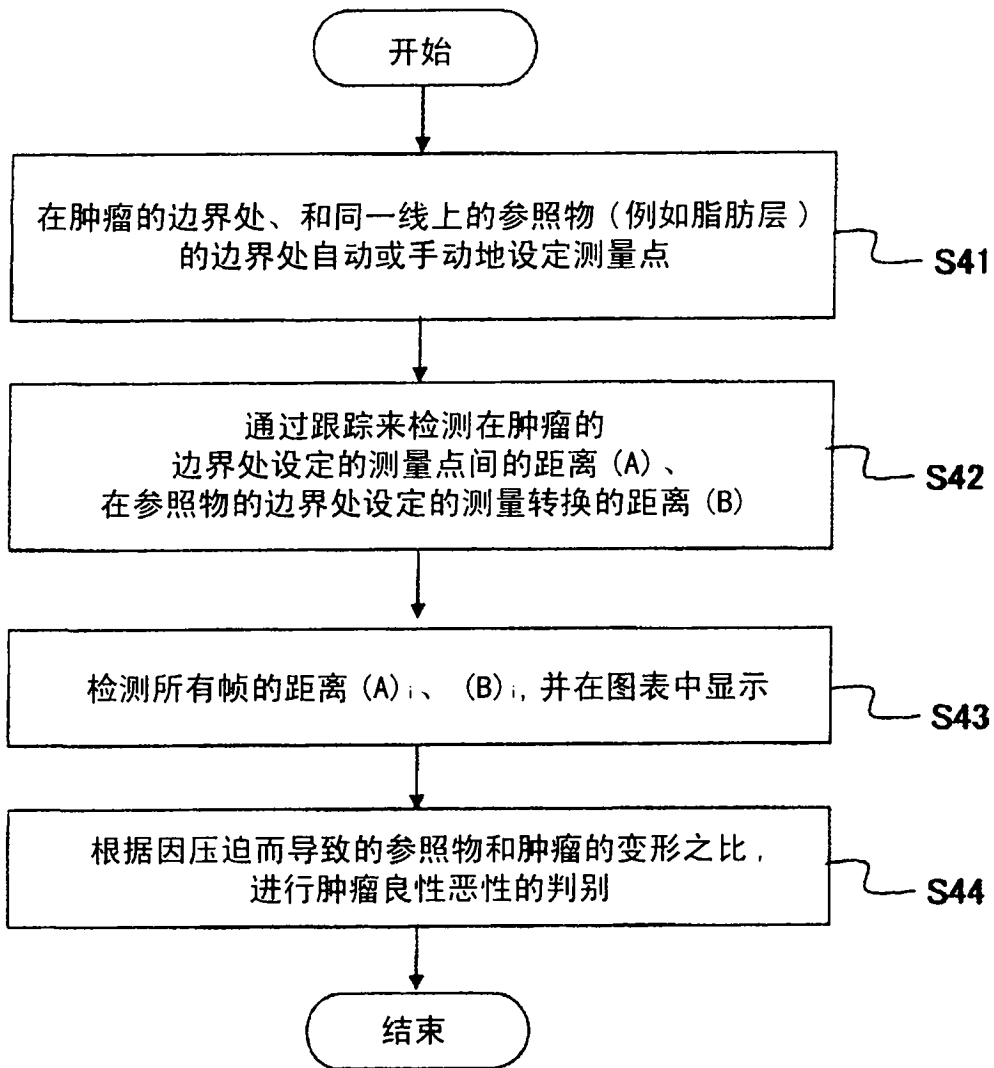 开始
在肿瘤的边界处、和同一线上的参照物(例如脂肪层)
的边界处自动或手动地设定测量点
S41
通过跟踪来检测在肿瘤的
边界处设定的测量点间的距离(A)、
在参照物的边界处设定的测量转换的距离(B)
S42
检测所有帧的距离(A)i、(B)i,并在图表中显示
S43
根据因压迫而导致的参照物和肿瘤的变形之比,
进行肿瘤良性恶性的判别
S44
结束